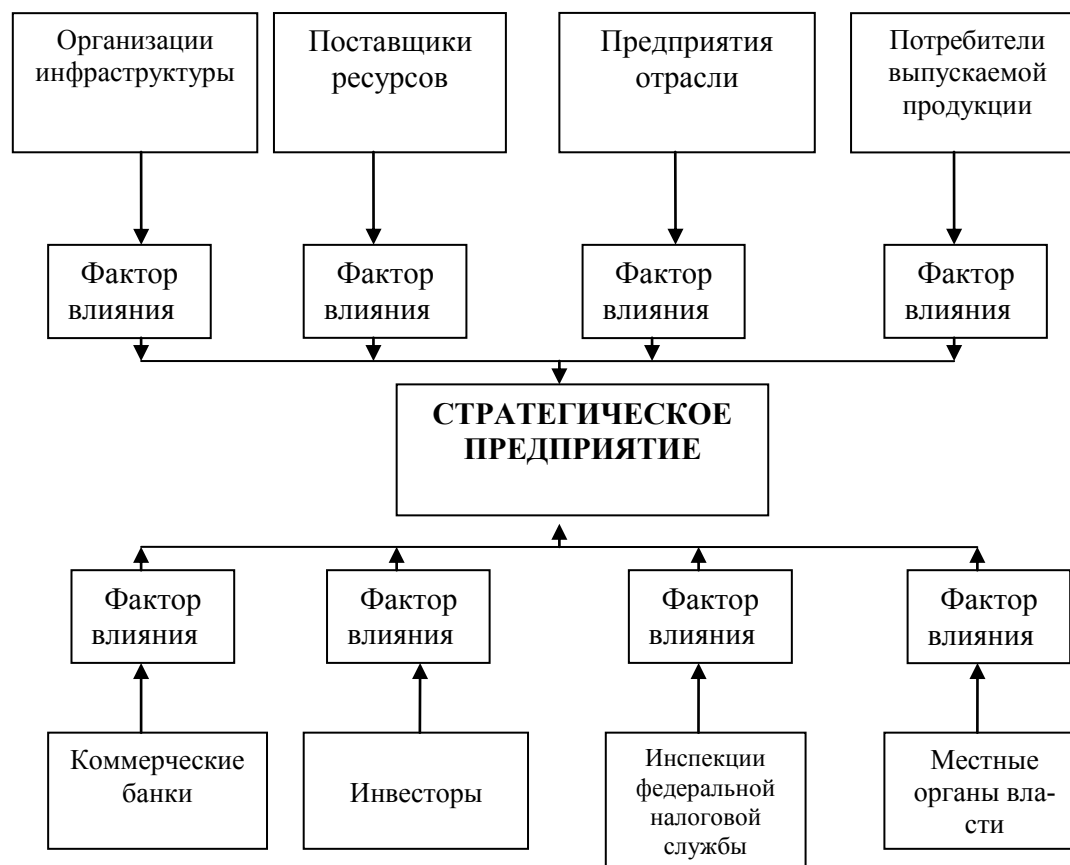 Организации
инфраструктуры
Поставщики
ресурсов
Предприятия
отрасли
Потребители
выпускаемой
продукции
Фактор
влияния
Фактор
влияния
Фактор
влияния
Фактор
влияния
СТРАТЕГИЧЕСКОЕ
ПРЕДПРИЯТИЕ
Фактор
влияния
Фактор
влияния
Фактор
влияния
Фактор
влияния
Коммерческие
банки
Инвесторы
Инспекции
федеральной
налоговой
службы
Местные
органы вла-
сти